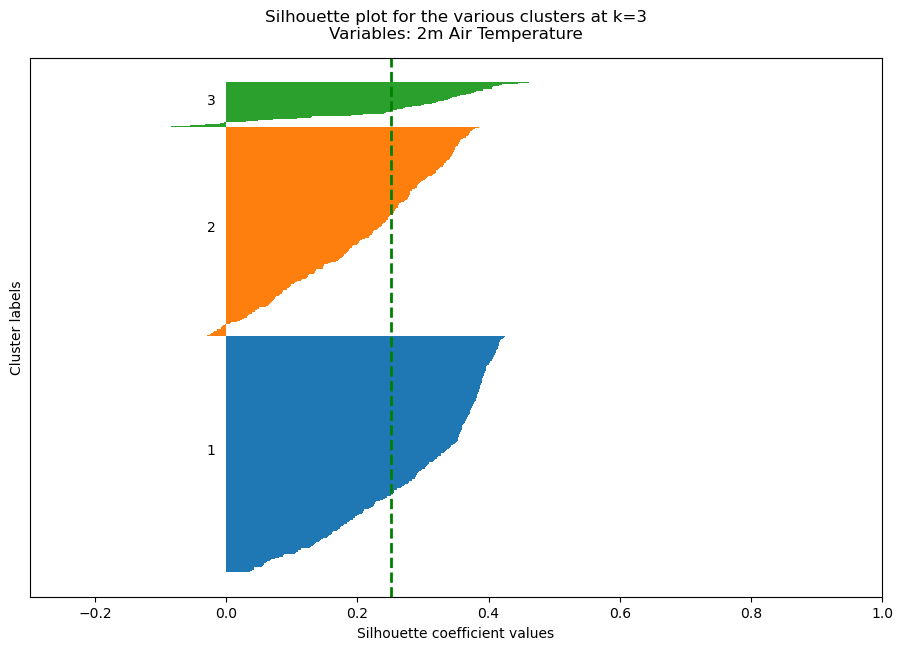 Silhouette plot for the various clusters at k=3
Variables: 2m Air Temperature
3
2
1
Cluster labels
−0.2 0.0 0.2 0.4 0.6 0.8 1.0
Silhouette coefficient values